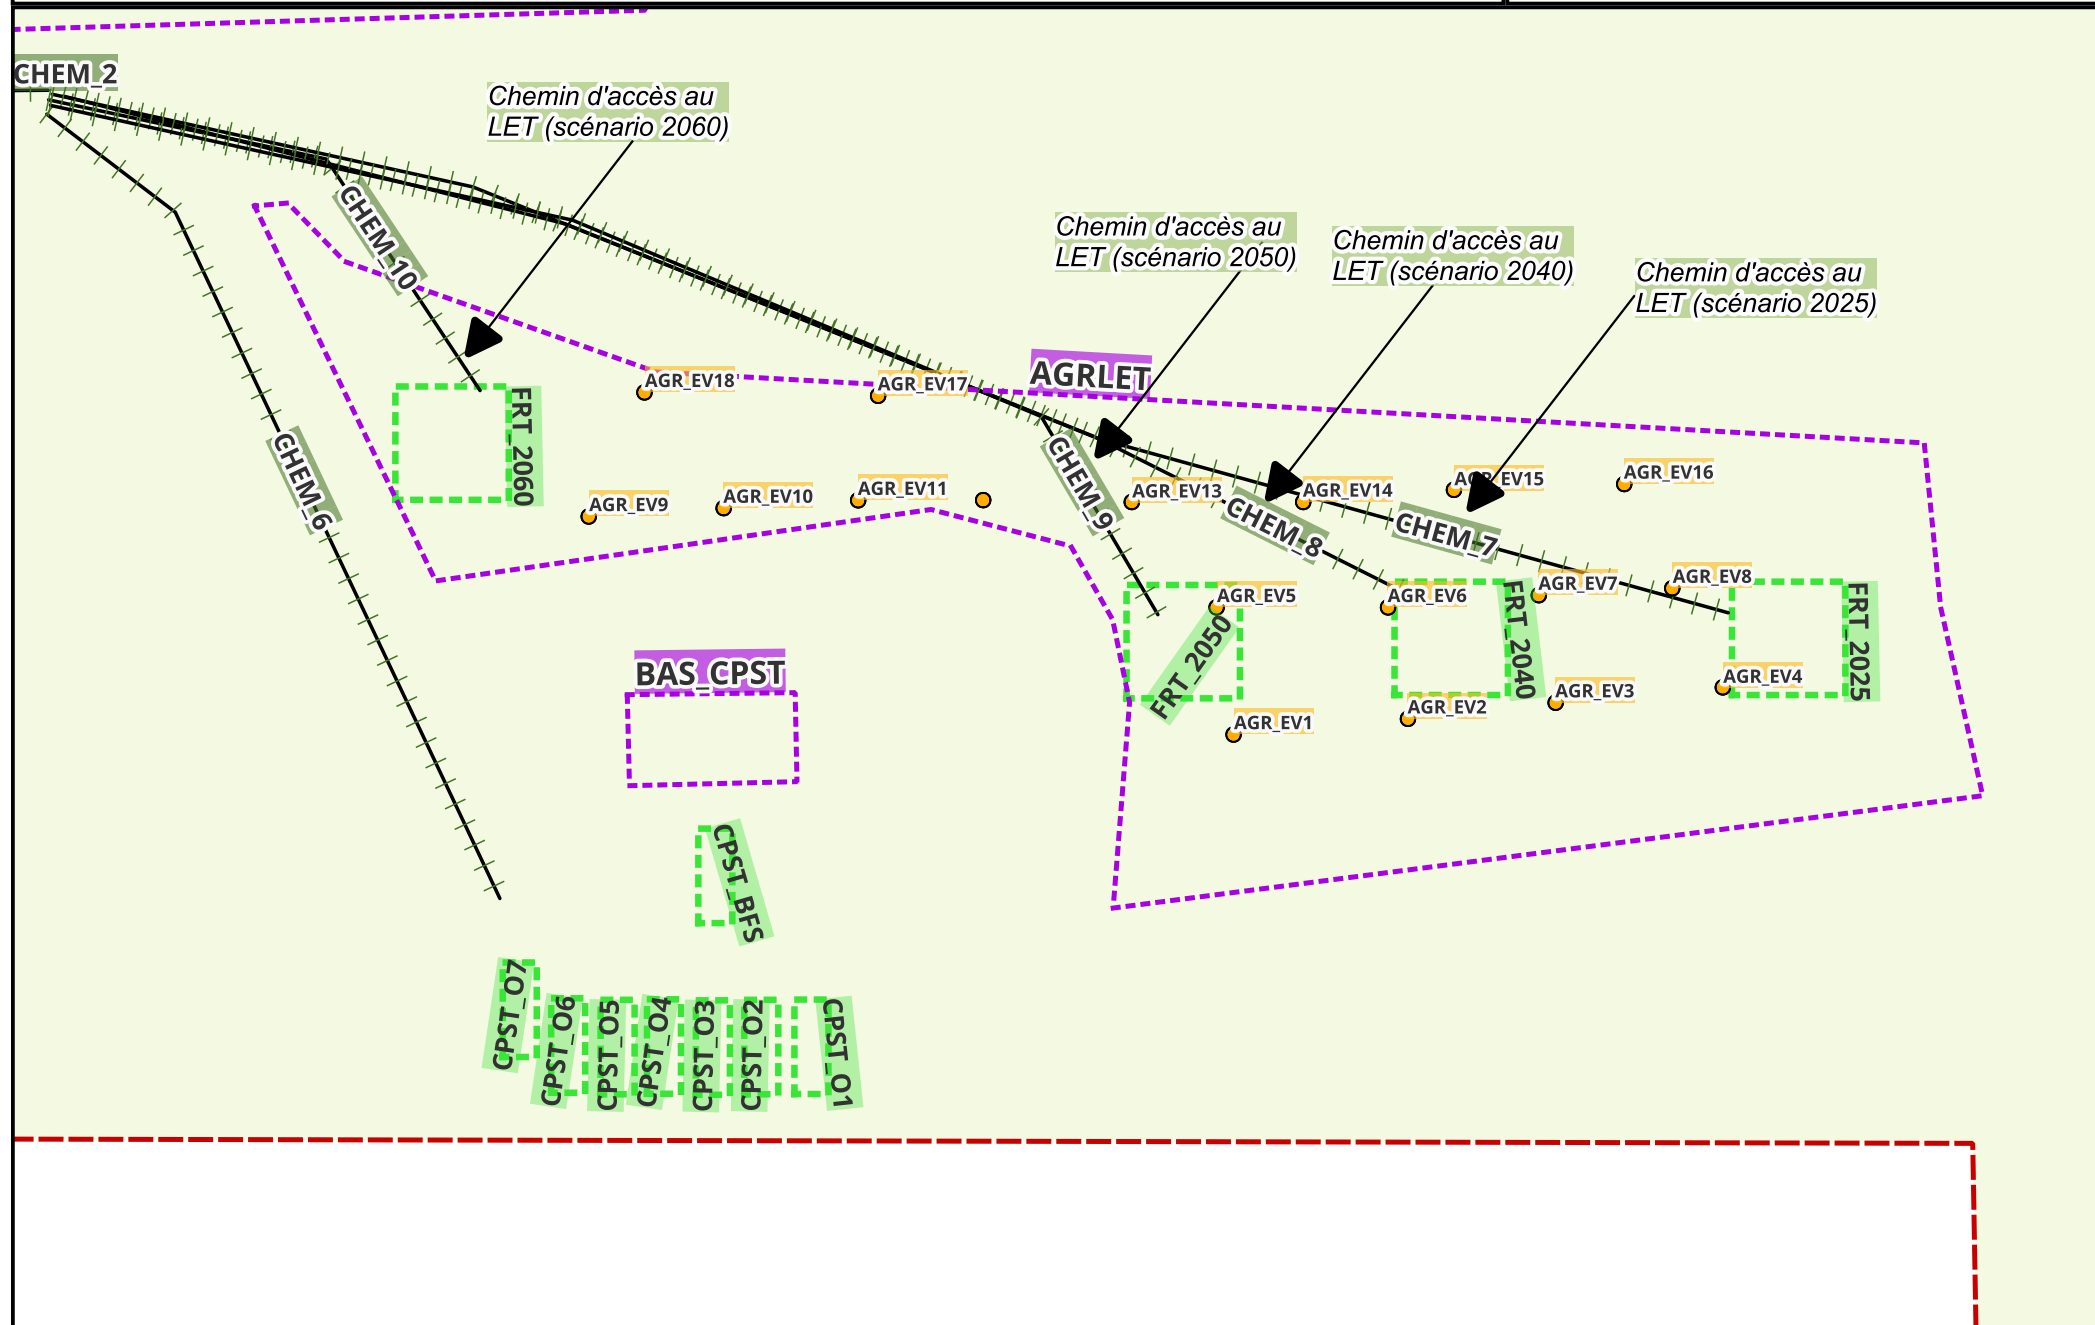 CHEM_2
Chemin d'accès au
LET (scénario 2060)
CHEM_10
Chemin d'accès au
LET (scénario 2050)
Chemin d'accès au
LET (scénario 2040)
Chemin d'accès au
LET (scénario 2025)
AGRLET
AGR_EV18
AGR_EV17
FRT_2060
CHEM_6
CHEM_9
AGR_EV9
AGR_EV10
AGR_EV11
AGR_EV13
AGR_EV14
AGR_EV15
AGR_EV16
CHEM_8
CHEM_7
AGR_EV5
AGR_EV6
AGR_EV7
AGR_EV8
FRT_2050
FRT_2040
FRT_2025
BAS_CPST
AGR_EV1
AGR_EV2
AGR_EV3
AGR_EV4
CPST_BFS
CPST_O7
CPST_O6
CPST_O5
CPST_O4
CPST_O3
CPST_O2
CPST_O1